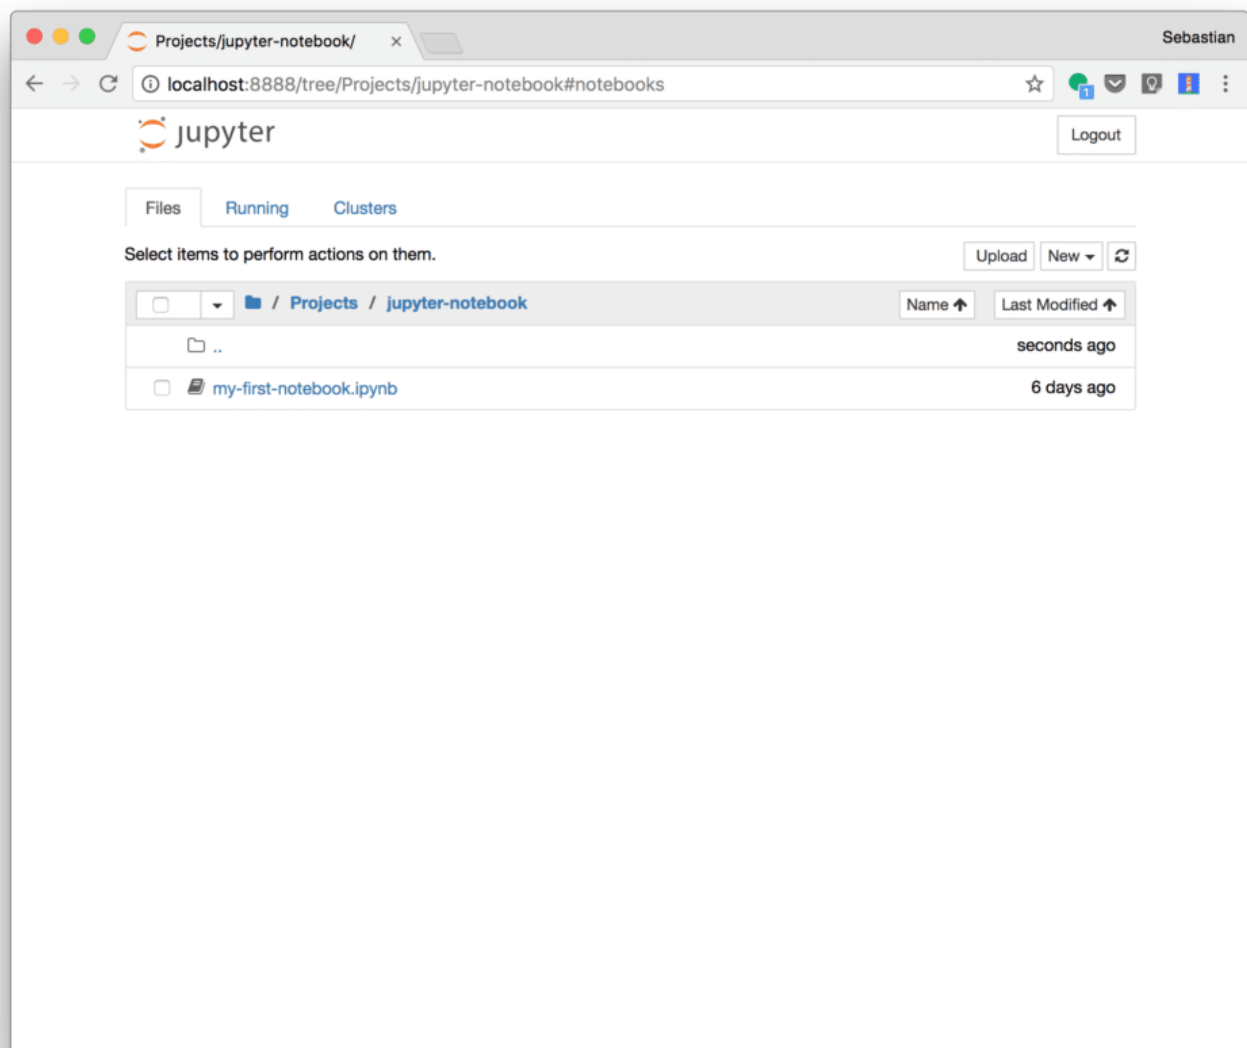 Projects/jupyter-notebook/ ×
Sebastian
localhost:8888/tree/Projects/jupyter-notebook#notebooks
1
jupyter
Logout
Files Running Clusters
Select items to perform actions on them.
Upload New
/ Projects / jupyter-notebook
Name Last Modified
.. seconds ago
my-first-notebook.ipynb 6 days ago